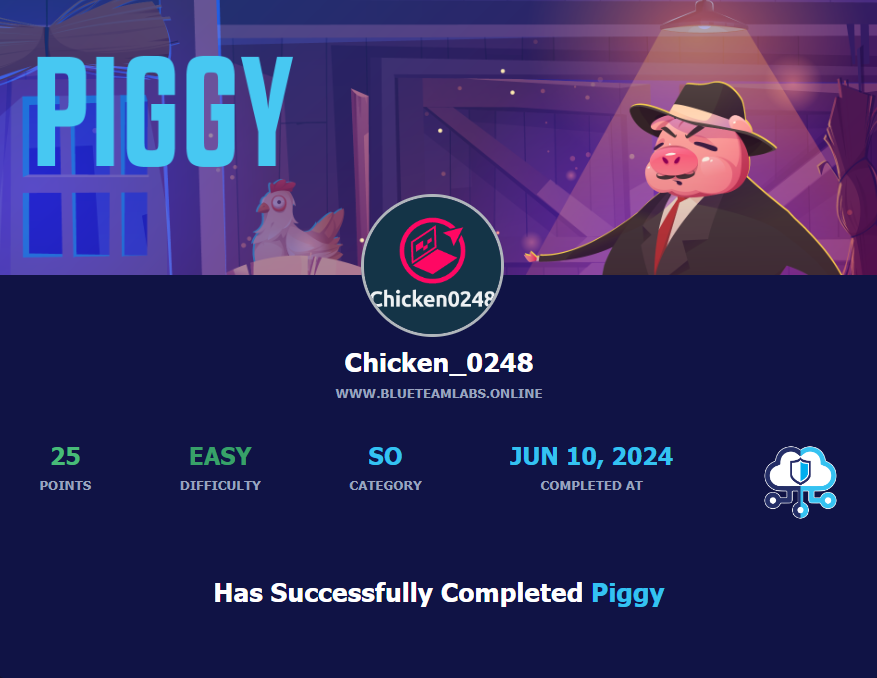 PIGGY
Chicken0248
Chicken_0248
WWW.BLUETEAMLABS.ONLINE
25 EASY SO JUN 10, 2024
POINTS DIFFICULTY CATEGORY COMPLETED AT
Has Successfully Completed Piggy